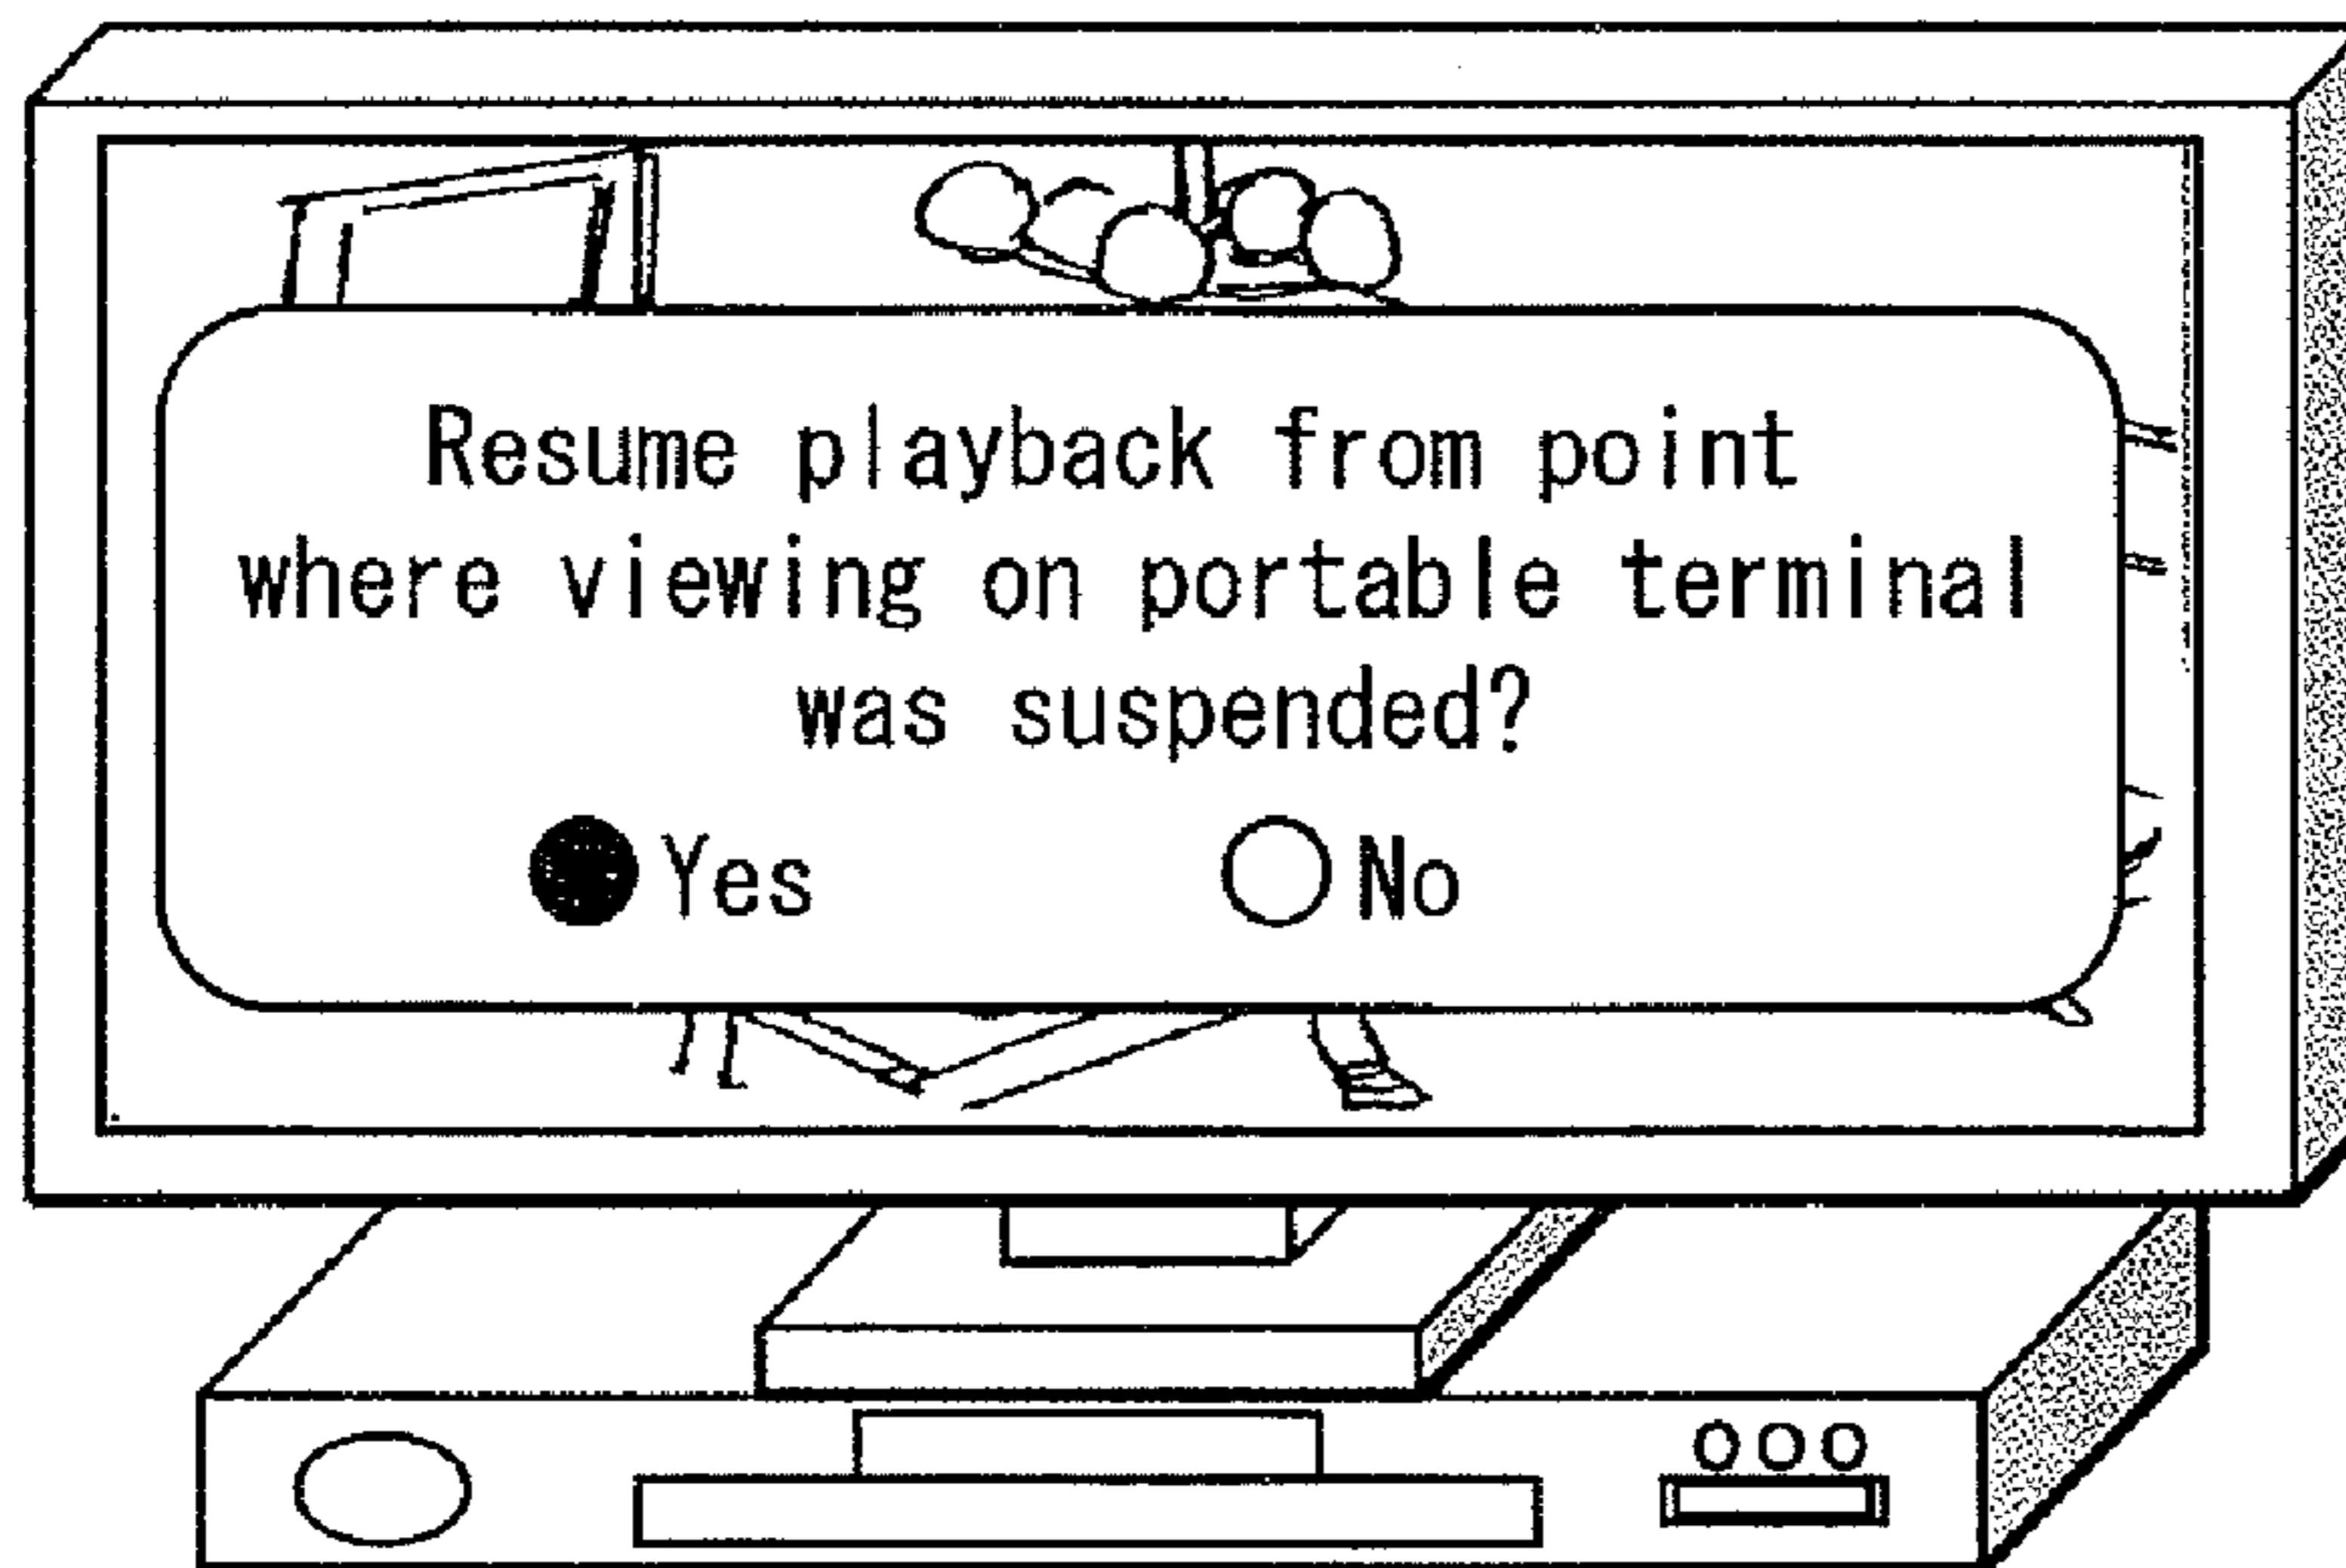 Resume playback from point
where viewing on portable terminal
was suspended?
Yes No